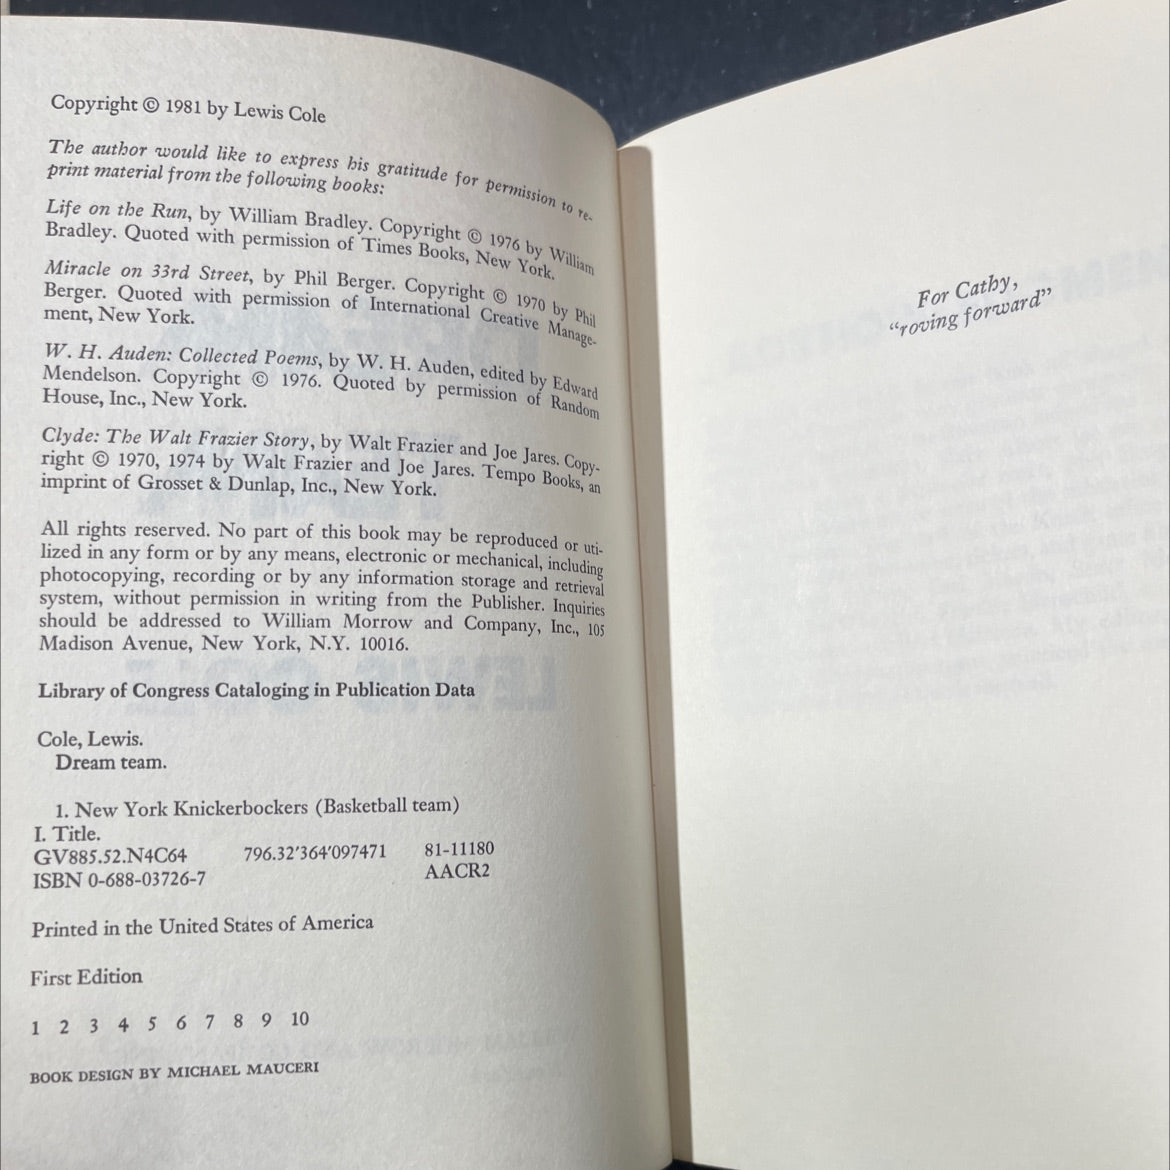 Copyright © 1981 by Lewis Cole
The author would like to express his gratitude for permission to re-
print material from the following books:
Life on the Run, by William Bradley. Copyright © 1976 by William
Bradley. Quoted with permission of Times Books, New York.
Miracle on 33rd Street, by Phil Berger. Copyright © 1970 by Phil
Berger. Quoted with permission of International Creative Manage-
ment, New York.
W. H. Auden: Collected Poems, by W. H. Auden, edited by Edward
Mendelson. Copyright © 1976. Quoted by permission of Random
House, Inc., New York.
Clyde: The Walt Frazier Story, by Walt Frazier and Joe Jares. Copy-
right © 1970, 1974 by Walt Frazier and Joe Jares. Tempo Books, an
imprint of Grosset & Dunlap, Inc., New York.
All rights reserved. No part of this book may be reproduced or uti-
lized in any form or by any means, electronic or mechanical, including
photocopying, recording or by any information storage and retrieval
system, without permission in writing from the Publisher. Inquiries
should be addressed to William Morrow and Company, Inc., 105
Madison Avenue, New York, N.Y. 10016.
Library of Congress Cataloging in Publication Data
Cole, Lewis.
Dream team.
1. New York Knickerbockers (Basketball team)
I. Title.
GV885.52.N4C64 796.32'364'097471 81-11180
ISBN 0-688-03726-7 AACR2
Printed in the United States of America
First Edition
1 2 3 4 5 6 7 8 9 10
BOOK DESIGN BY MICHAEL MAUCERI
For Cathy,
"roving forward"